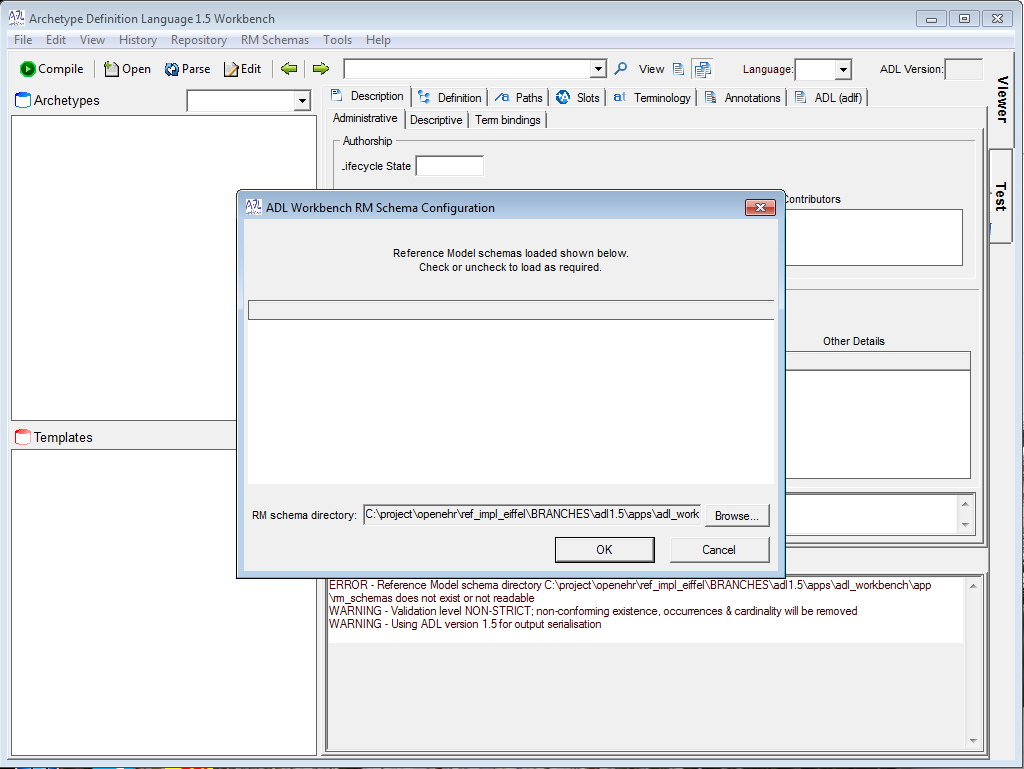 Archetype Definition Language 1.5 Workbench
File Edit View History Repository RM Schemas Tools Help
Compile Open Parse Edit View Language: ADL Version:
Archetypes
Description Definition Paths Slots Terminology Annotations ADL (adlf)
Administrative Descriptive Term bindings
Authorship
Lifecycle State
Contributors
Viewer
Test
ADL Workbench RM Schema Configuration
Reference Model schemas loaded shown below.
Check or uncheck to load as required.
Other Details
Templates
RM schema directory: C:\project\openehr\ref_impl_eiffel\BRANCHES\adl1.5\apps\adl_work Browse...
OK Cancel
ERROR - Reference Model schema directory C:\project\openehr\ref_impl_eiffel\BRANCHES\adl1.5\apps\adl_workbench\app
\rm_schemas does not exist or not readable
WARNING - Validation level NON-STRICT; non-conforming existence, occurrences & cardinality will be removed
WARNING - Using ADL version 1.5 for output serialisation